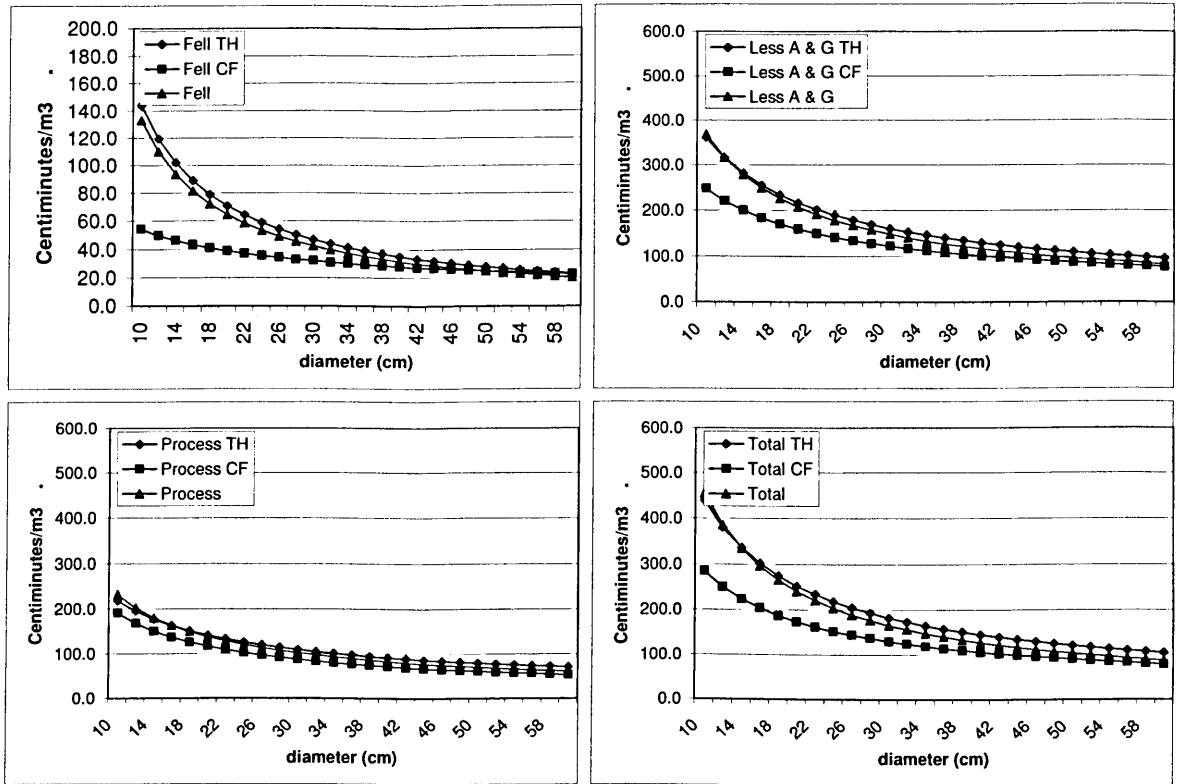 200.0
180.0
160.0
140.0
120.0
100.0
80.0
60.0
40.0
20.0
0.0
Centiminutes/m3
Fell TH
Fell CF
Fell
10 14 18 22 26 30 34 38 42 46 50 54 58
diameter (cm)
600.0
500.0
400.0
300.0
200.0
100.0
0.0
Centiminutes/m3
Less A & G TH
Less A & G CF
Less A & G
10 14 18 22 26 30 34 38 42 46 50 54 58
diameter (cm)
600.0
500.0
400.0
300.0
200.0
100.0
0.0
Centiminutes/m3
Process TH
Process CF
Process
10 14 18 22 26 30 34 38 42 46 50 54 58
diameter (cm)
600.0
500.0
400.0
300.0
200.0
100.0
0.0
Centiminutes/m3
Total TH
Total CF
Total
10 14 18 22 26 30 34 38 42 46 50 54 58
diameter (cm)